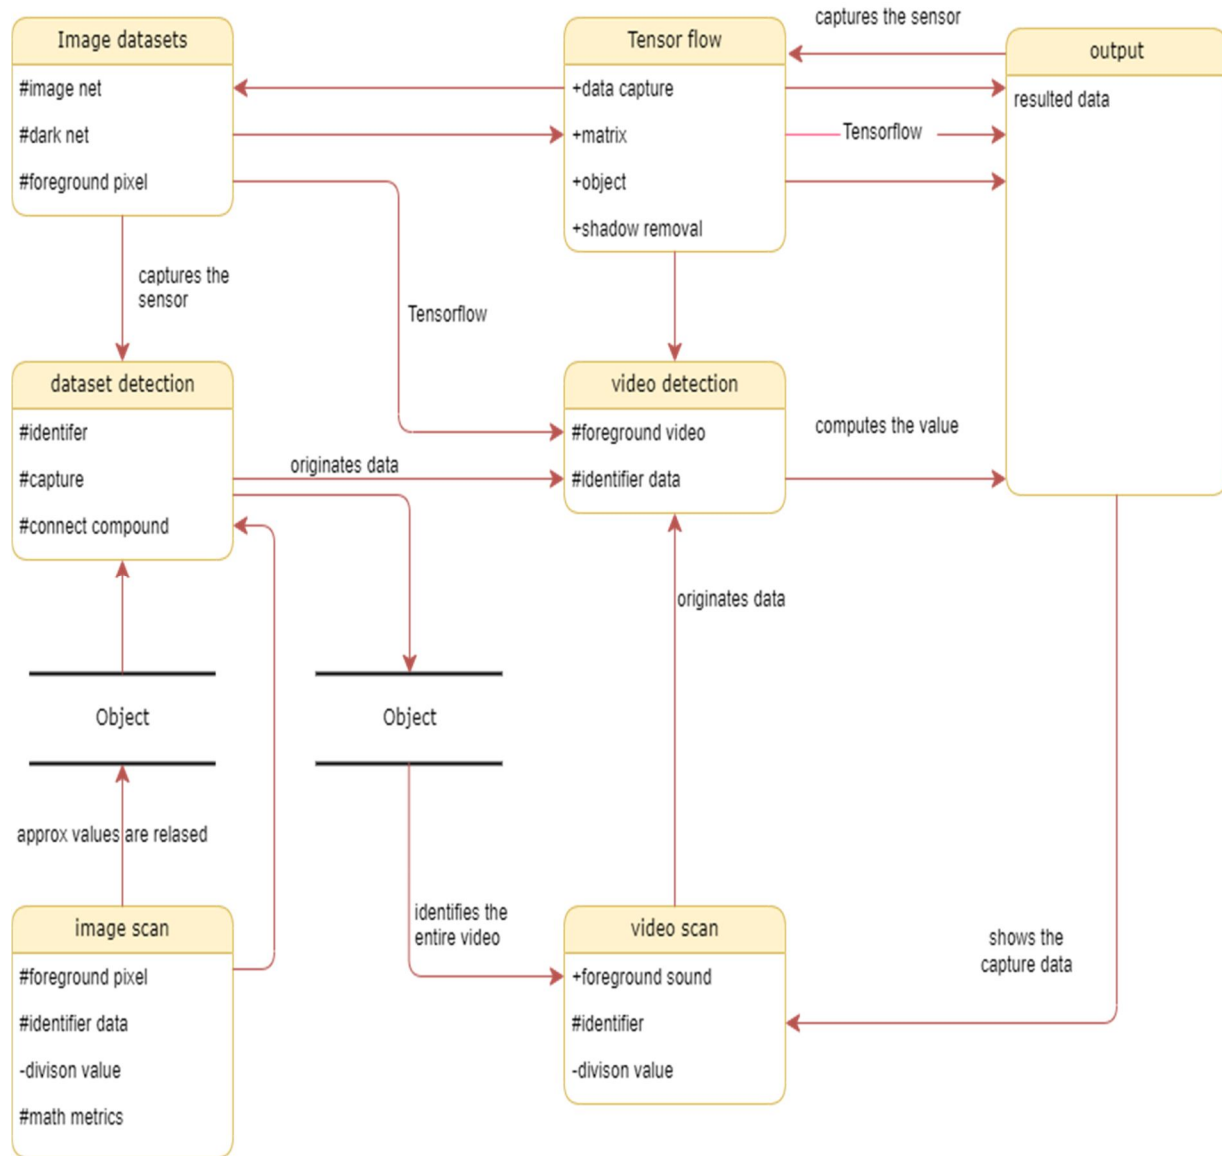 captures the sensor
Image datasets
#image net
#dark net
#foreground pixel
Tensor flow
+data capture
+matrix
+object
+shadow removal
Tensorflow
output
resulted data
captures the
sensor
Tensorflow
dataset detection
#identifer
#capture
#connect compound
originates data
video detection
#foreground video
#identifier data
computes the value
originates data
Object
Object
approx values are relased
image scan
#foreground pixel
#identifier data
-divison value
#math metrics
identifies the
entire video
video scan
+foreground sound
#identifier
-divison value
shows the
capture data